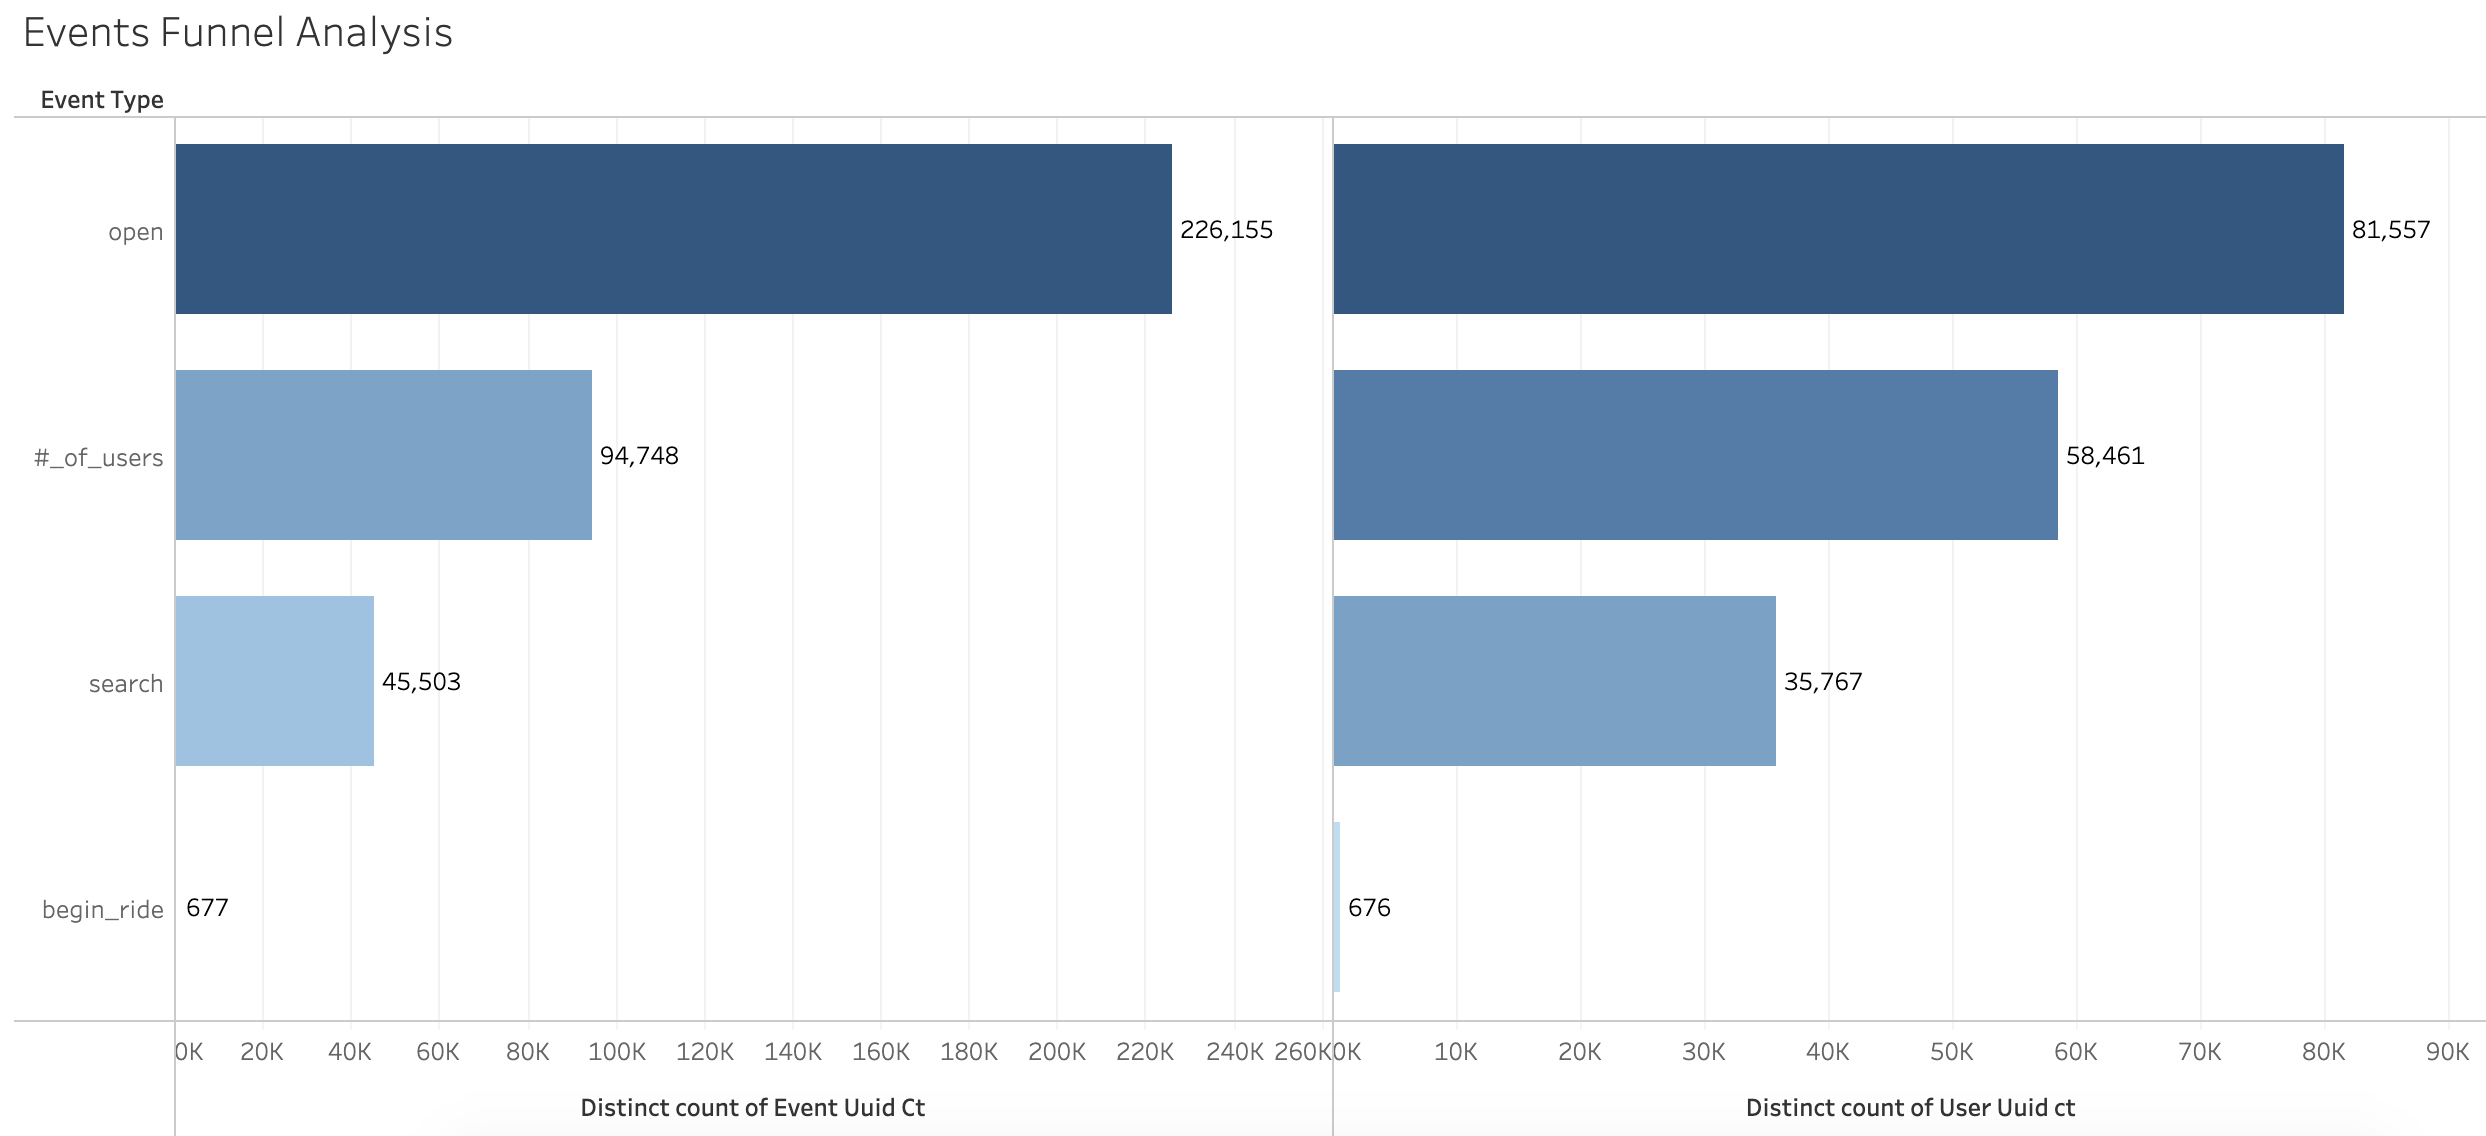 Events Funnel Analysis
Event Type
open
226,155
81,557
#_of_users
94,748
58,461
search
45,503
35,767
begin_ride
677
676
0K 20K 40K 60K 80K 100K 120K 140K 160K 180K 200K 220K 240K 260K
0K 10K 20K 30K 40K 50K 60K 70K 80K 90K
Distinct count of Event Uuid Ct
Distinct count of User Uuid ct